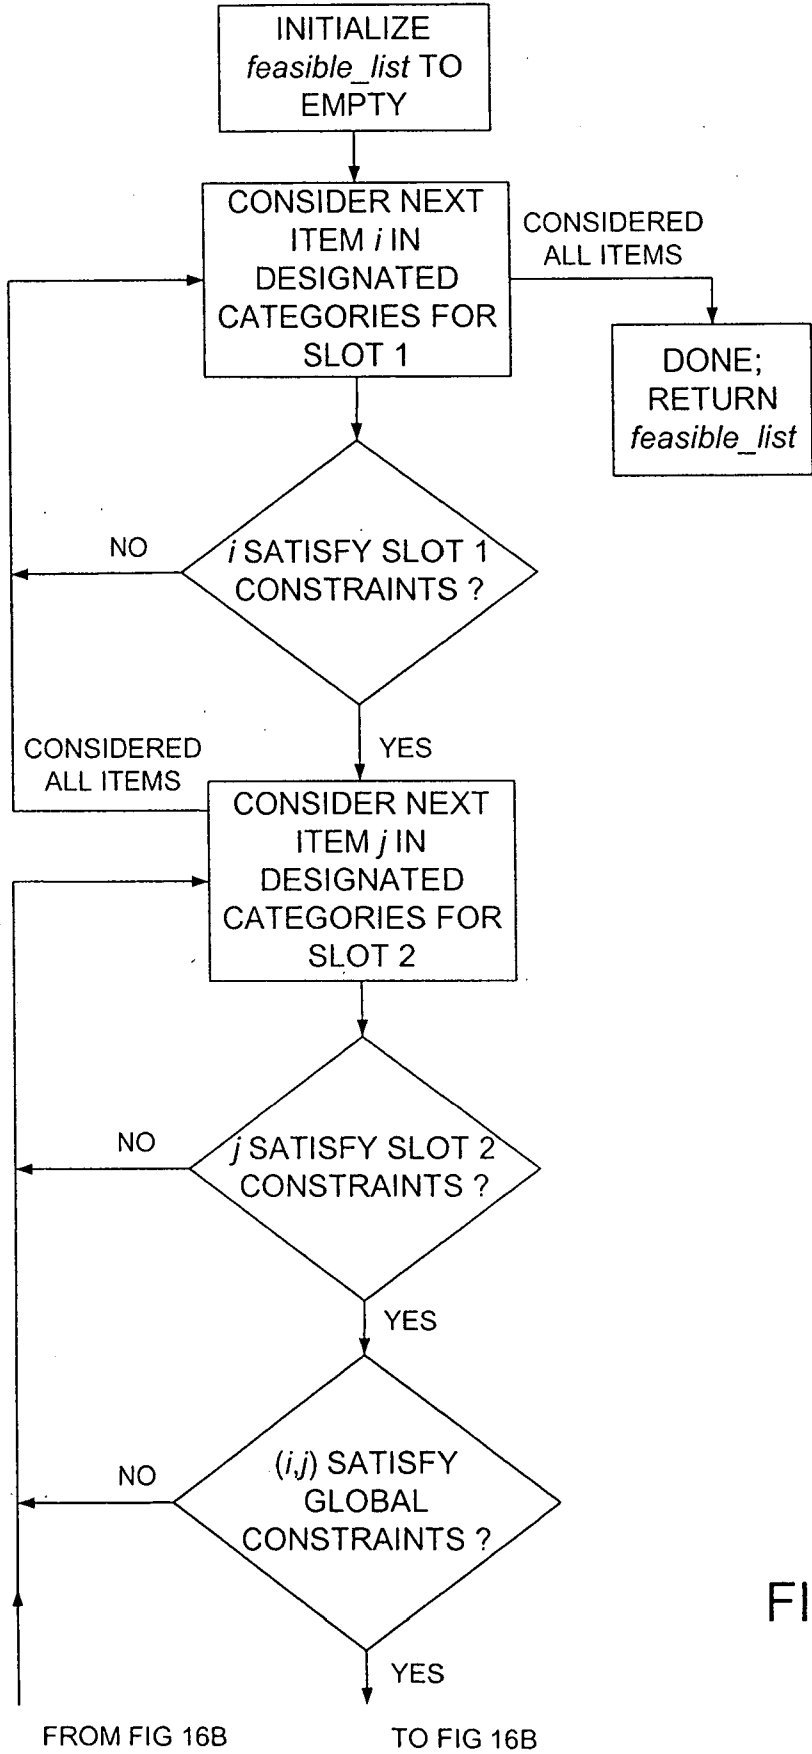 INITIALIZE
feasible_list TO
EMPTY
CONSIDER NEXT
ITEM i IN
DESIGNATED
CATEGORIES FOR
SLOT 1
CONSIDERED
ALL ITEMS
DONE;
RETURN
feasible_list
i SATISFY SLOT 1
CONSTRAINTS ?
NO
YES
CONSIDERED
ALL ITEMS
CONSIDER NEXT
ITEM j IN
DESIGNATED
CATEGORIES FOR
SLOT 2
j SATISFY SLOT 2
CONSTRAINTS ?
NO
YES
(i,j) SATISFY
GLOBAL
CONSTRAINTS ?
NO
FI
YES
FROM FIG 16B
TO FIG 16B